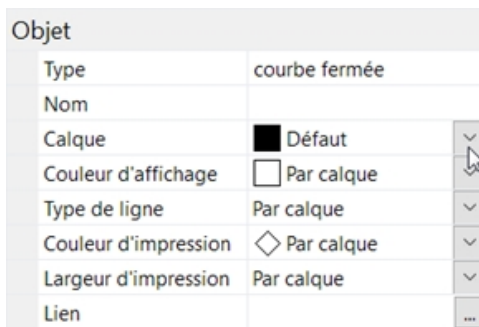 Objet
Type courbe fermée
Nom
Calque Défaut
Couleur d'affichage Par calque
Type de ligne Par calque
Couleur d'impression Par calque
Largeur d'impression Par calque
Lien ...